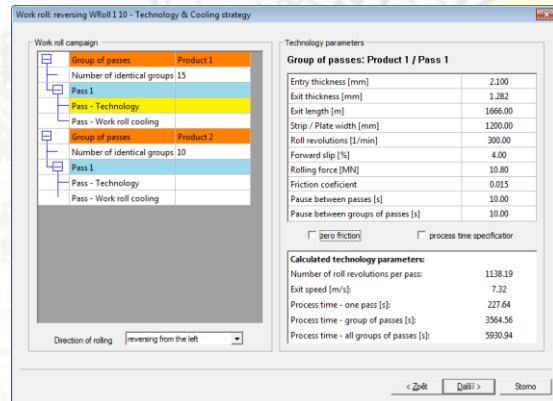 Work roll: reversing WRoll 1 10 - Technology & Cooling strategy
Work roll campaign
Group of passes Product 1
Number of identical groups 15
Pass 1
Pass - Technology
Pass - Work roll cooling
Group of passes Product 2
Number of identical groups 10
Pass 1
Pass - Technology
Pass - Work roll cooling
Direction of rolling reversing from the left
Technology parameters
Group of passes: Product 1 / Pass 1
Entry thickness [mm] 2.100
Exit thickness [mm] 1.282
Exit length [m] 1666.00
Strip / Plate width [mm] 1200.00
Roll revolutions [1/min] 300.00
Forward slip [%] 4.00
Rolling force [MN] 10.80
Friction coeficient 0.015
Pause between passes [s] 10.00
Pause between groups of passes [s] 10.00
zero friction process time specificatior
Calculated technology parameters:
Number of roll revolutions per pass: 1138.19
Exit speed [m/s]: 7.32
Process time - one pass [s]: 227.64
Process time - group of passes [s]: 3564.56
Process time - all groups of passes [s]: 5930.94
< Zpět Další > Storno